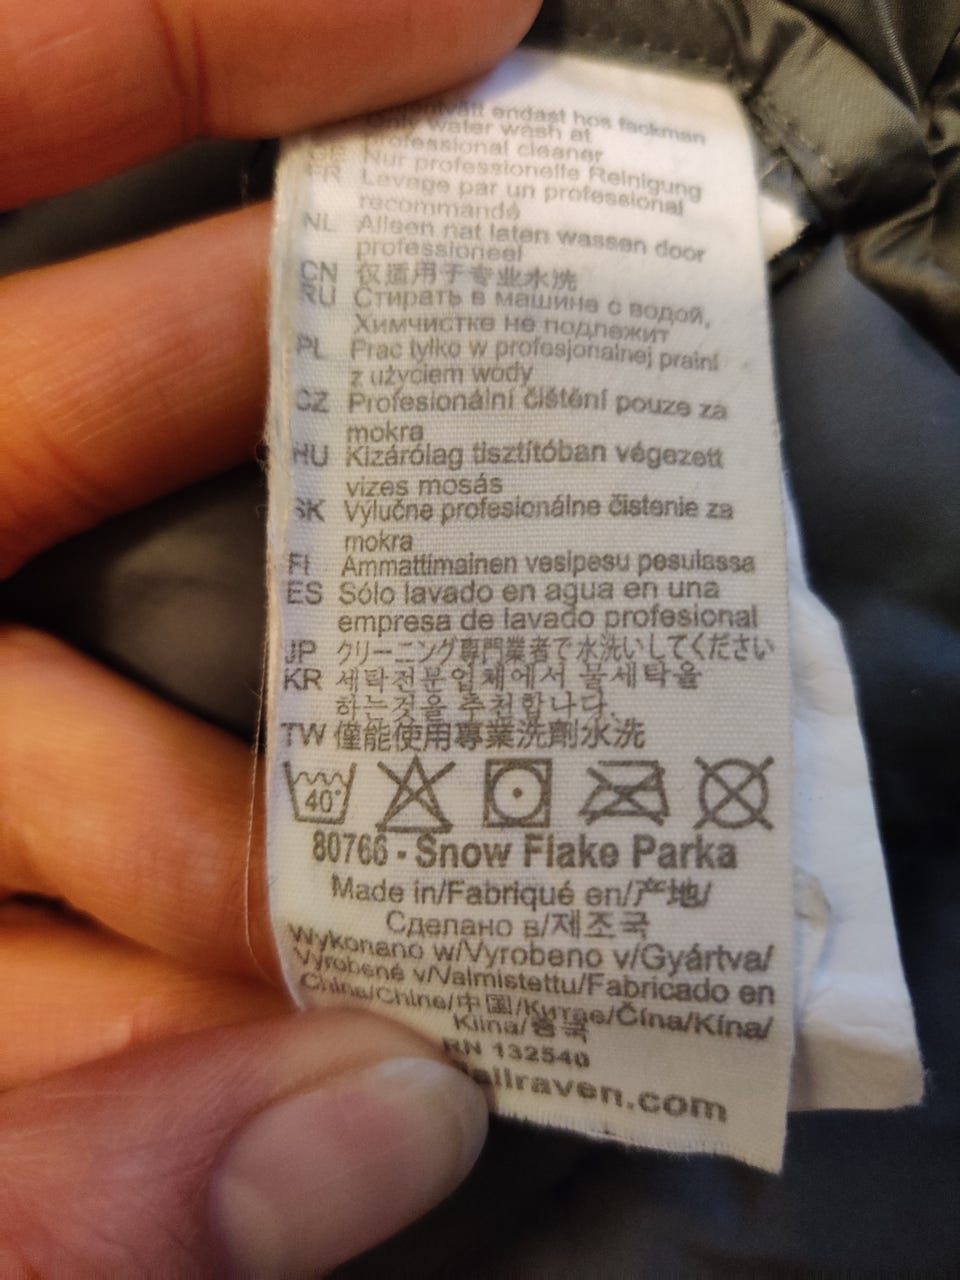 endast hos fackman
Only water wash at
professional cleaner
Nur professionelle Reinigung
FR Lavage par un professional
recommandé
NL Alleen nat laten wassen door
professioneel
CN 仅适用于专业水洗
RU Стирать в машине с водой,
Химчистке не подлежит
PL Prac tylko w profesjonalnej pralni
z użyciem wody
CZ Profesionální čištění pouze za
mokra
HU Kizárólag tisztítóban végezett
vizes mosás
SK Výlučne profesionálne čistenie za
mokra
FI Ammattimainen vesipesu pesulassa
ES Sólo lavado en agua en una
empresa de lavado profesional
JP クリーニング専門業者で水洗いしてください
KR 세탁전문업체에서 물세탁을
하는것을 추천합니다.
TW 僅能使用專業洗劑水洗
40°
80766 - Snow Flake Parka
Made in/Fabriqué en/产地/
Сделано в/제조국
Wykonano w/Vyrobeno v/Gyártva/
Vyrobené v/Valmistettu/Fabricado en
China/Chine/中国/Китае/Čína/Kína/
Kiina/
RN 132540
llraven.com